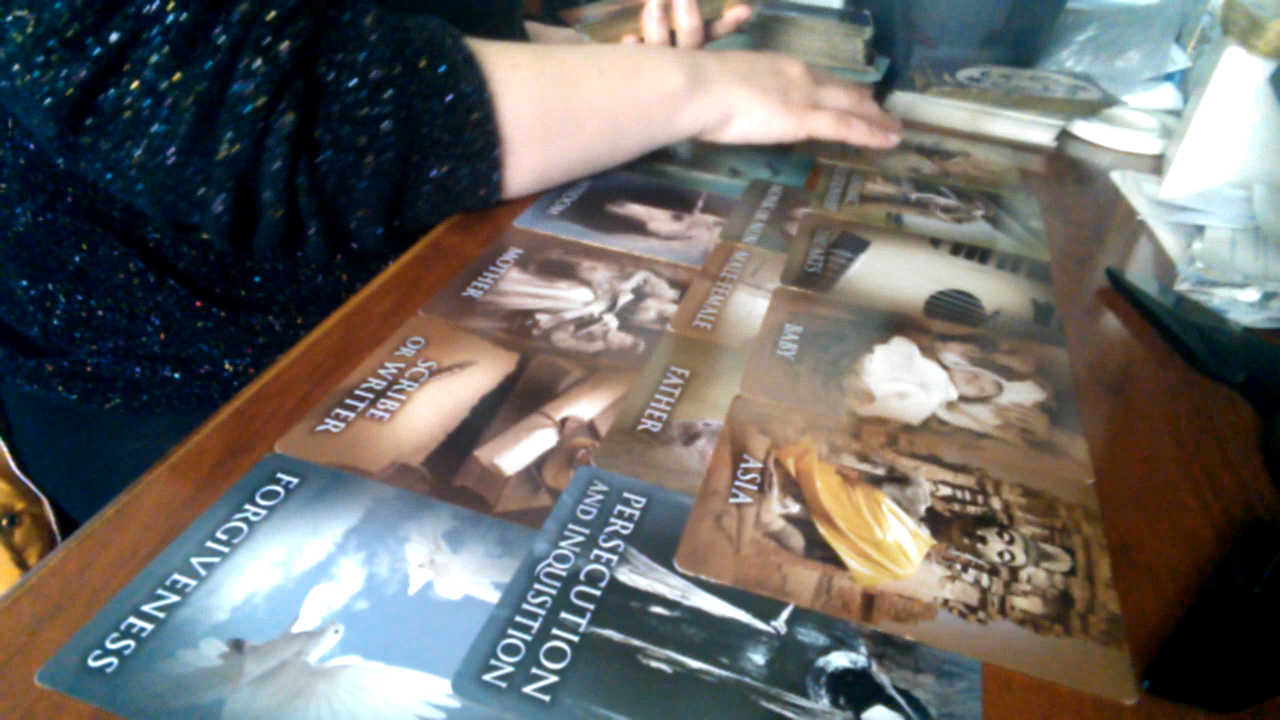 MOTHER
SCRIBE
OR WRITER
FORGIVENESS
MALE-FEMALE
FATHER
PERSECUTION
AND INQUISITION
BABY
ASIA